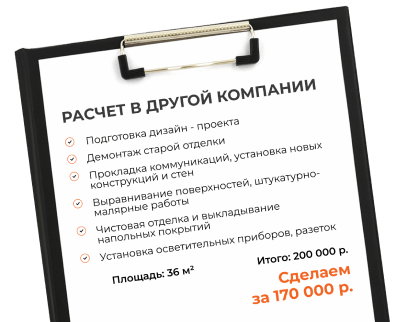 РАСЧЕТ В ДРУГОЙ КОМПАНИИ
Подготовка дизайн - проекта
Демонтаж старой отделки
Прокладка коммуникаций, установка новых
конструкций и стен
Выравнивание поверхностей, штукатурно-
малярные работы
Чистовая отделка и выкладывание
напольных покрытий
Установка осветительных приборов, разеток
Площадь: 36 м²
Итого: 200 000 р.
Сделаем
за 170 000 р.